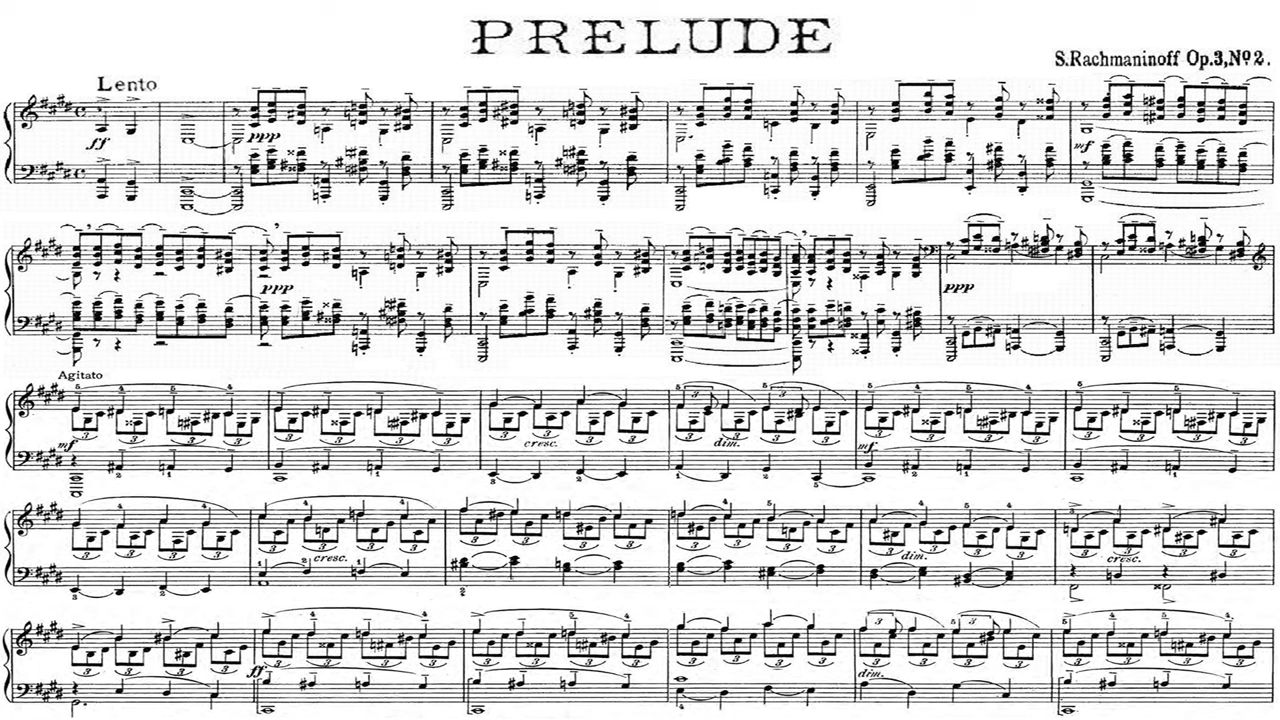 PRELUDE
S.Rachmaninoff Op.3,Nº2.
Lento
ff
ppp
mf
ppp
ppp
Agitato
mf
cresc.
dim.
mf
cresc.
dim.
cresc.
ff
dim.